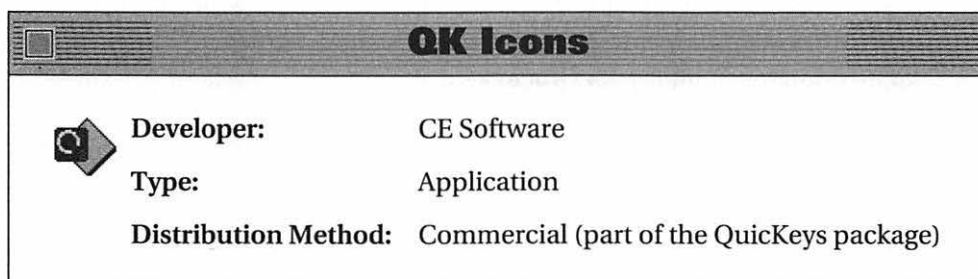 QK Icons
Developer: CE Software
Type: Application
Distribution Method: Commercial (part of the QuicKeys package)